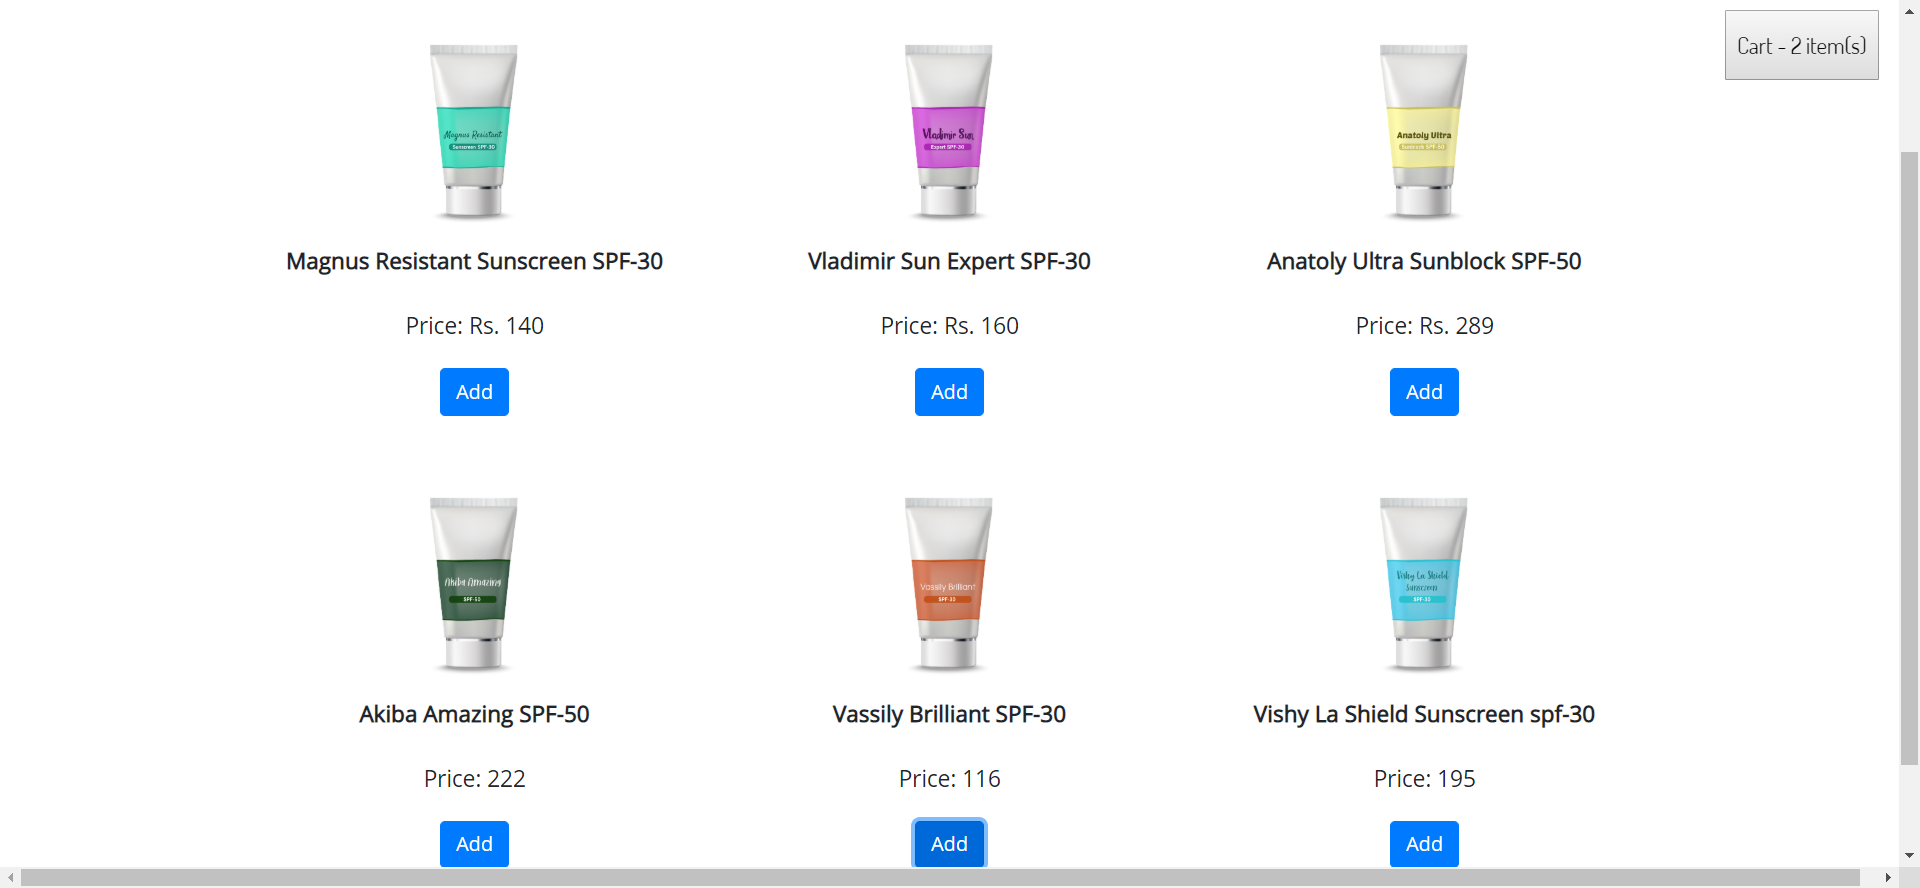 Cart - 2 item(s)
Magnus Resistant
Sunscreen SPF-30
Vladimir Sun
Expert SPF-30
Anatoly Ultra
Sunblock SPF-50
Magnus Resistant Sunscreen SPF-30
Vladimir Sun Expert SPF-30
Anatoly Ultra Sunblock SPF-50
Price: Rs. 140
Price: Rs. 160
Price: Rs. 289
Add
Add
Add
Akiba Amazing
SPF-50
Vassily Brilliant
SPF-30
Vishy La Shield
Sunscreen
SPF-30
Akiba Amazing SPF-50
Vassily Brilliant SPF-30
Vishy La Shield Sunscreen spf-30
Price: 222
Price: 116
Price: 195
Add
Add
Add